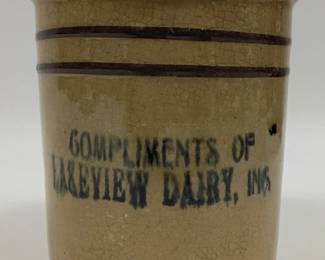 COMPLIMENTS OF
LAKEVIEW DAIRY, INC